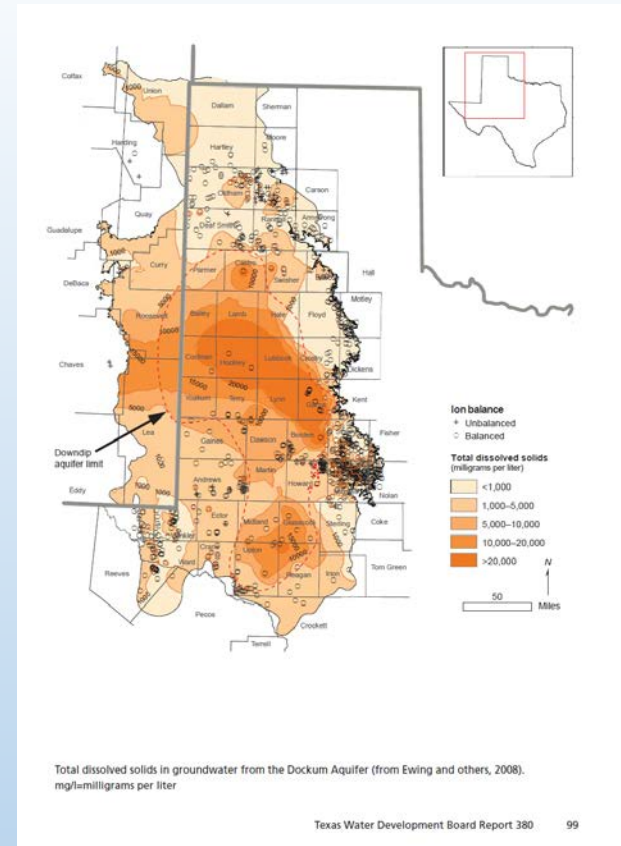 Colfax
Union
Dallam
Sherman
Harding
Hartley
Moore
Oldham
Carson
Quay
Deaf Smith
Randall
Armstrong
Guadalupe
Curry
Parmer
Castro
Swisher
Hall
DeBaca
Motley
Roosevelt
Bailey
Lamb
Hale
Floyd
Chaves
Cochran
Hockley
Lubbock
Crosby
Dickens
Yoakum
Terry
Lynn
Garza
Kent
Downdip
aquifer limit
Lea
Gaines
Dawson
Borden
Fisher
Eddy
Andrews
Martin
Howard
Nolan
Ector
Midland
Glasscock
Sterling
Coke
Winkler
Reeves
Ward
Crane
Upton
Reagan
Irion
Tom Green
Pecos
Crockett
Terrell
Ion balance
+ Unbalanced
○ Balanced
Total dissolved solids
(milligrams per liter)
<1,000
1,000–5,000
5,000–10,000
10,000–20,000
>20,000
N
50
Miles
Total dissolved solids in groundwater from the Dockum Aquifer (from Ewing and others, 2008).
mg/l=milligrams per liter
Texas Water Development Board Report 380 99